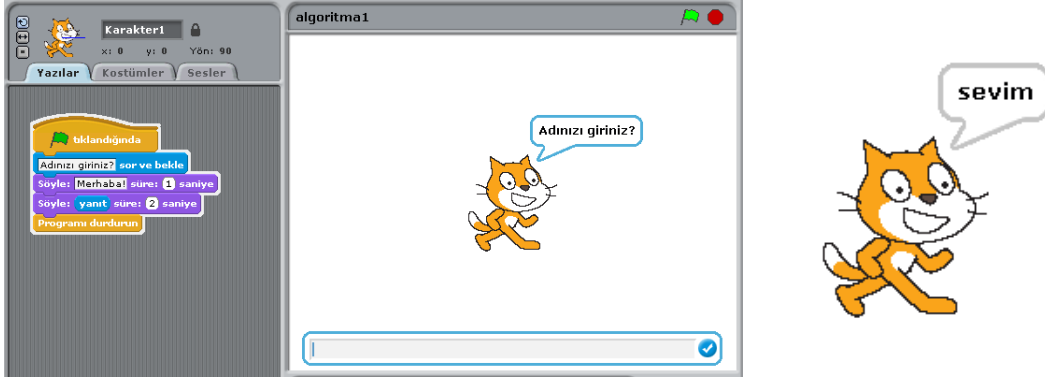 Karakter1
x: 0 y: 0 Yön: 90
Yazılar Kostümler Sesler
tıklandığında
Adınızı giriniz? sor ve bekle
Söyle: Merhaba! süre: 1 saniye
Söyle: yanıt süre: 2 saniye
Programı durdurun
algoritma1
Adınızı giriniz?
sevim